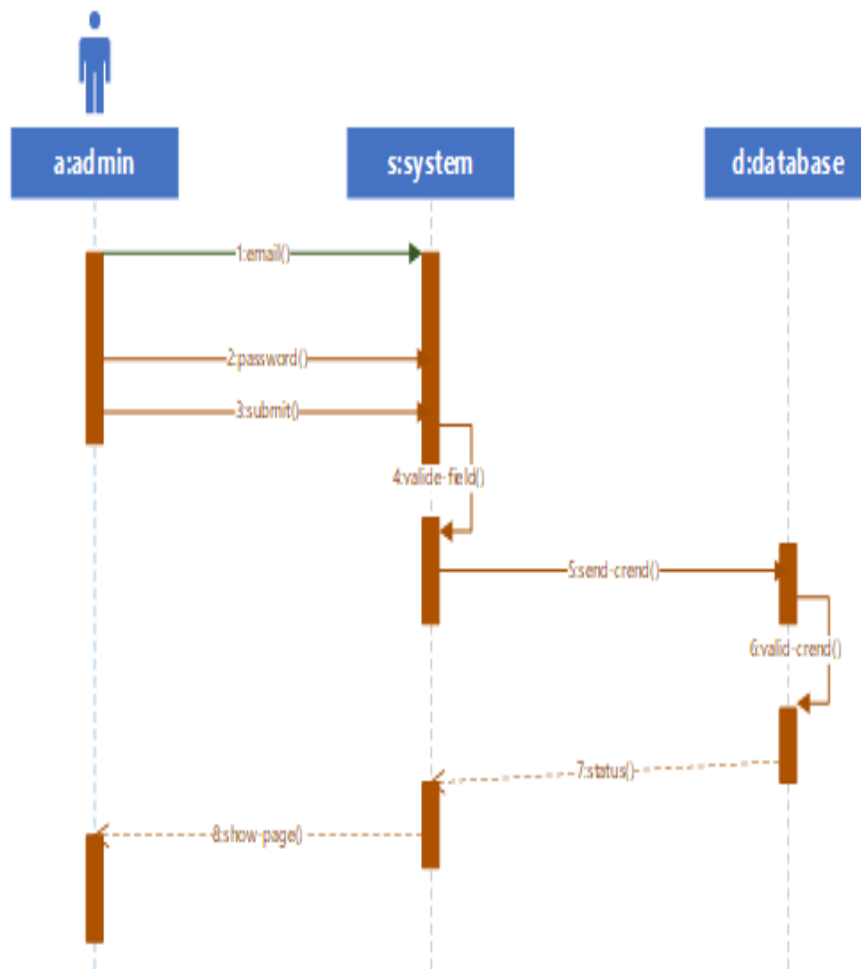 a:admin
s:system
d:database
1:email()
2:password()
3:submit()
4:valide-field()
5:send-crend()
6:valid-crend()
7:status()
8:show-page()